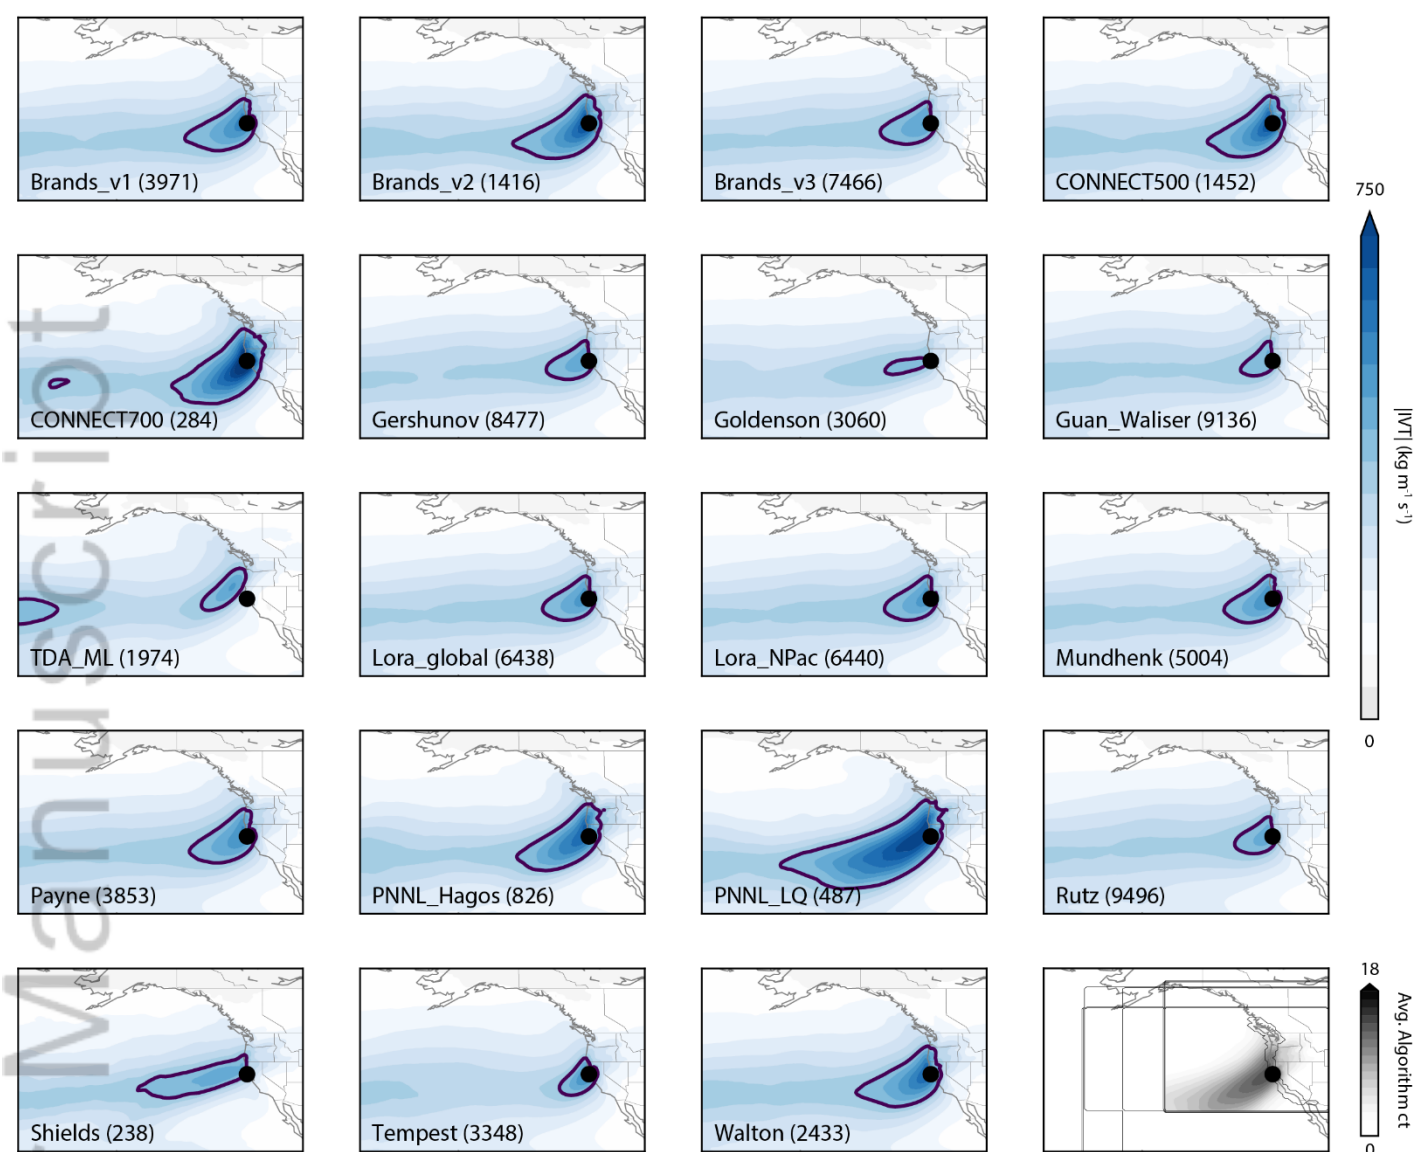 Brands_v1 (3971)
Brands_v2 (1416)
Brands_v3 (7466)
CONNECT500 (1452)
750
CONNECT700 (284)
Gershunov (8477)
Goldenson (3060)
Guan_Waliser (9136)
|IVT| (kg m⁻¹ s⁻¹)
TDA_ML (1974)
Lora_global (6438)
Lora_NPac (6440)
Mundhenk (5004)
0
Payne (3853)
PNNL_Hagos (826)
PNNL_LQ (487)
Rutz (9496)
18
Avg. Algorithm ct
Shields (238)
Tempest (3348)
Walton (2433)
0
Manuscript